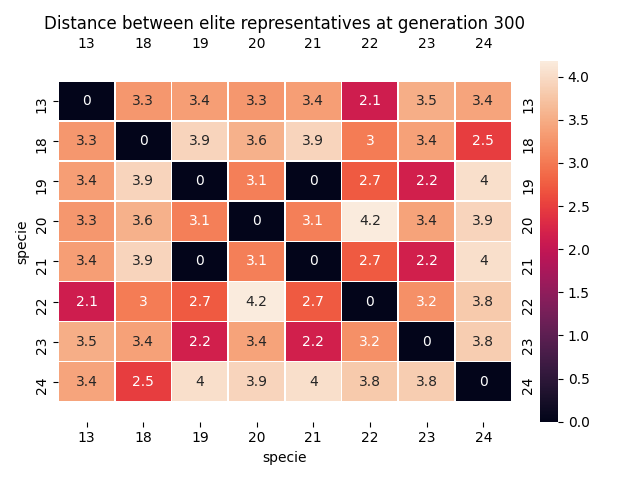 Distance between elite representatives at generation 300
13 18 19 20 21 22 23 24
13 0 3.3 3.4 3.3 3.4 2.1 3.5 3.4 13
18 3.3 0 3.9 3.6 3.9 3 3.4 2.5 18
19 3.4 3.9 0 3.1 0 2.7 2.2 4 19
20 3.3 3.6 3.1 0 3.1 4.2 3.4 3.9 20
21 3.4 3.9 0 3.1 0 2.7 2.2 4 21
22 2.1 3 2.7 4.2 2.7 0 3.2 3.8 22
23 3.5 3.4 2.2 3.4 2.2 3.2 0 3.8 23
24 3.4 2.5 4 3.9 4 3.8 3.8 0 24
13 18 19 20 21 22 23 24
specie
specie
4.0
3.5
3.0
2.5
2.0
1.5
1.0
0.5
0.0